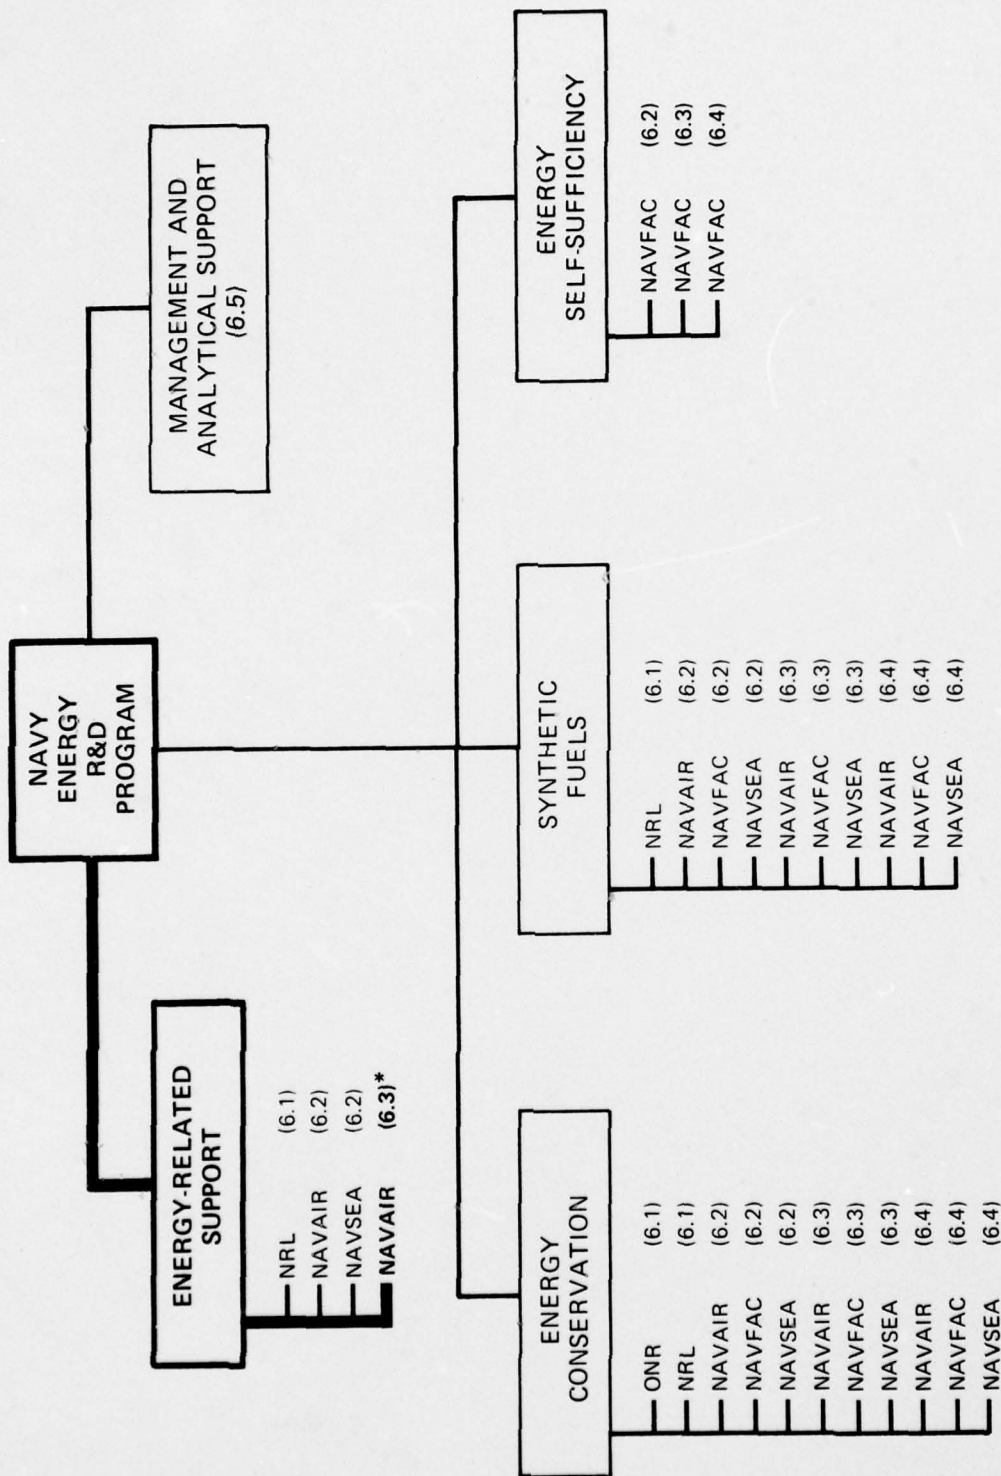 NAVY
ENERGY
R&D
PROGRAM
ENERGY-RELATED
SUPPORT
NRL (6.1)
NAVAIR (6.2)
NAVSEA (6.2)
NAVAIR (6.3)*
MANAGEMENT AND
ANALYTICAL SUPPORT
(6.5)
ENERGY
CONSERVATION
ONR (6.1)
NRL (6.1)
NAVAIR (6.2)
NAVFAC (6.2)
NAVSEA (6.2)
NAVAIR (6.3)
NAVFAC (6.3)
NAVSEA (6.3)
NAVAIR (6.4)
NAVFAC (6.4)
NAVSEA (6.4)
SYNTHETIC
FUELS
NRL (6.1)
NAVAIR (6.2)
NAVFAC (6.2)
NAVSEA (6.2)
NAVAIR (6.3)
NAVFAC (6.3)
NAVSEA (6.3)
NAVAIR (6.4)
NAVFAC (6.4)
NAVSEA (6.4)
ENERGY
SELF-SUFFICIENCY
NAVFAC (6.2)
NAVFAC (6.3)
NAVFAC (6.4)